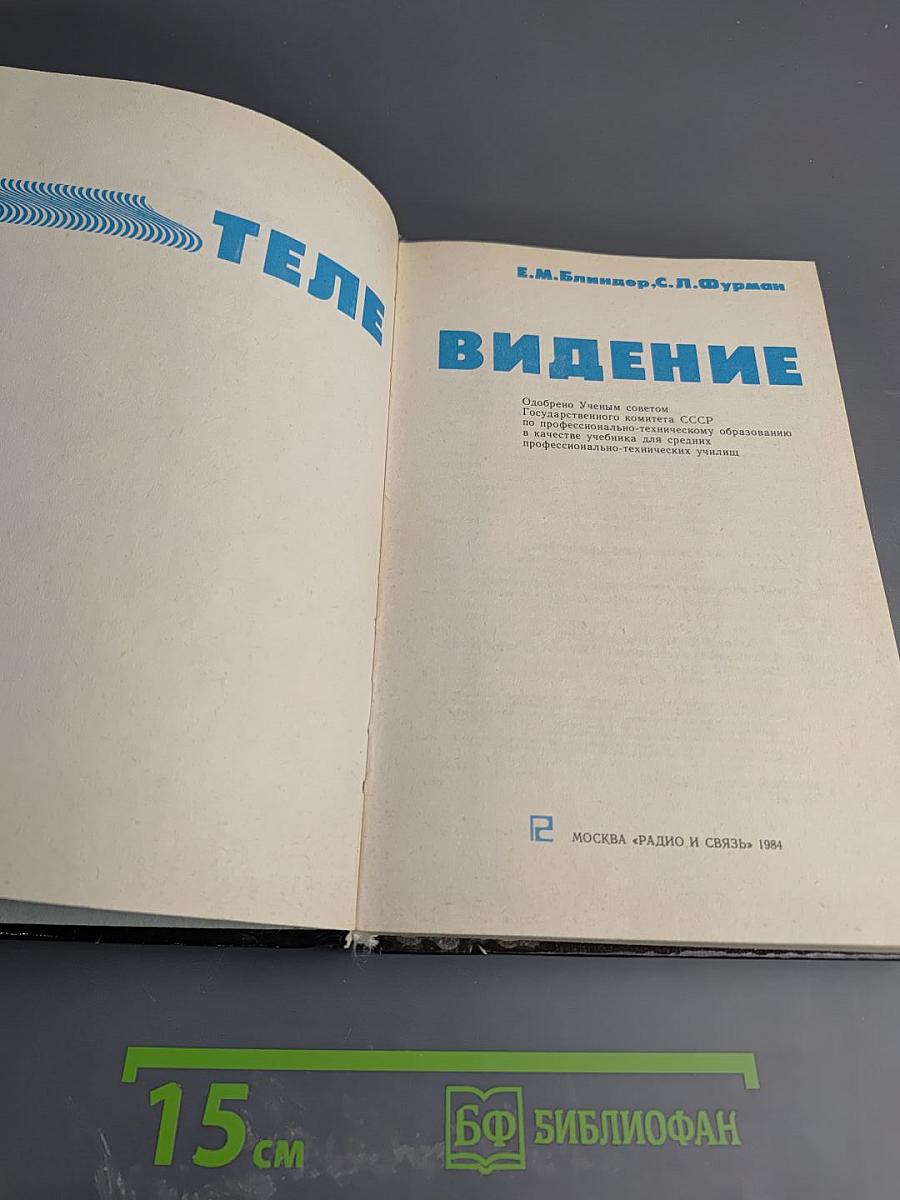 ТЕЛЕ
Е.М.Блиндер,С.Л.Фурман
ВИДЕНИЕ
Одобрено Ученым советом
Государственного комитета СССР
по профессионально-техническому образованию
в качестве учебника для средних
профессионально-технических училищ
МОСКВА «РАДИО И СВЯЗЬ» 1984
15 см
БФ БИБЛИОФАН